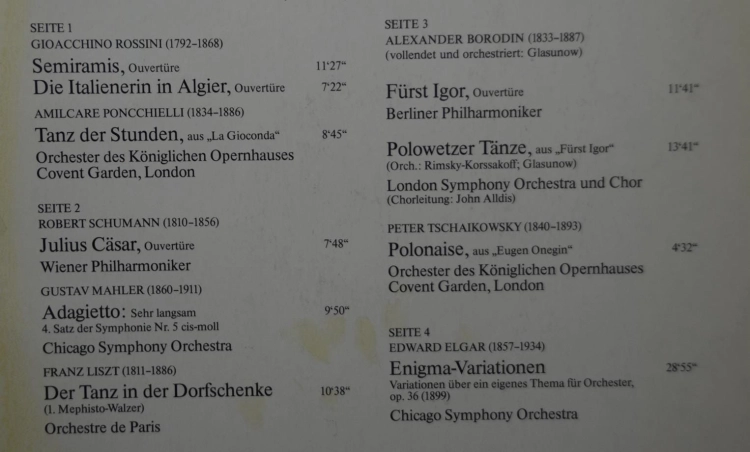 SEITE 1
GIOACCHINO ROSSINI (1792–1868)
Semiramis, Ouvertüre 11'27"
Die Italienerin in Algier, Ouvertüre 7'22"
AMILCARE PONCCHIELLI (1834–1886)
Tanz der Stunden, aus „La Gioconda“ 8'45"
Orchester des Königlichen Opernhauses
Covent Garden, London
SEITE 2
ROBERT SCHUMANN (1810–1856)
Julius Cäsar, Ouvertüre 7'48"
Wiener Philharmoniker
GUSTAV MAHLER (1860–1911)
Adagietto: Sehr langsam 9'50"
4. Satz der Symphonie Nr. 5 cis-moll
Chicago Symphony Orchestra
FRANZ LISZT (1811–1886)
Der Tanz in der Dorfschenke 10'38"
(1. Mephisto-Walzer)
Orchestre de Paris
SEITE 3
ALEXANDER BORODIN (1833–1887)
(vollendet und orchestriert: Glasunow)
Fürst Igor, Ouvertüre 11'41"
Berliner Philharmoniker
Polowetzer Tänze, aus „Fürst Igor“ 13'41"
(Orch.: Rimsky-Korssakoff; Glasunow)
London Symphony Orchestra und Chor
(Chorleitung: John Alldis)
PETER TSCHAIKOWSKY (1840–1893)
Polonaise, aus „Eugen Onegin“ 4'32"
Orchester des Königlichen Opernhauses
Covent Garden, London
SEITE 4
EDWARD ELGAR (1857–1934)
Enigma-Variationen 28'55"
Variationen über ein eigenes Thema für Orchester,
op. 36 (1899)
Chicago Symphony Orchestra